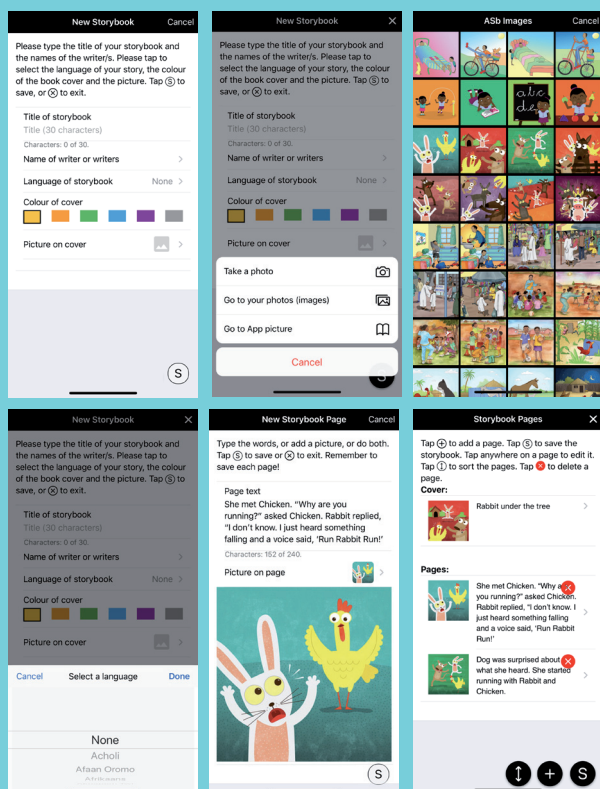 New Storybook
Cancel
Please type the title of your storybook and
the names of the writer/s. Please tap to
select the language of your story, the colour
of the book cover and the picture. Tap Ⓢ to
save, or ⓧ to exit.
Title of storybook
Title (30 characters)
Characters: 0 of 30.
Name of writer or writers
Language of storybook
None
Colour of cover
Picture on cover
S
New Storybook
Please type the title of your storybook and
the names of the writer/s. Please tap to
select the language of your story, the colour
of the book cover and the picture. Tap Ⓢ to
save, or ⓧ to exit.
Title of storybook
Title (30 characters)
Characters: 0 of 30.
Name of writer or writers
Language of storybook
None
Colour of cover
Picture on cover
Take a photo
Go to your photos (images)
Go to App picture
Cancel
S
ASb Images
Cancel
New Storybook
Please type the title of your storybook and
the names of the writer/s. Please tap to
select the language of your story, the colour
of the book cover and the picture. Tap Ⓢ to
save, or ⓧ to exit.
Title of storybook
Title (30 characters)
Characters: 0 of 30.
Name of writer or writers
Language of storybook
None
Colour of cover
Picture on cover
Cancel
Select a language
Done
None
Acholi
Afaan Oromo
Afrikaans
New Storybook Page
Cancel
Type the words, or add a picture, or do both.
Tap Ⓢ to save or ⓧ to exit. Remember to
save each page!
Page text
She met Chicken. “Why are you
running?” asked Chicken. Rabbit replied,
“I don’t know. I just heard something
falling and a voice said, ‘Run Rabbit Run!’
Characters: 152 of 240.
Picture on page
S
Storybook Pages
Tap ⊕ to add a page. Tap Ⓢ to save the
storybook. Tap anywhere on a page to edit it.
Tap to sort the pages. Tap to delete a
page.
Cover:
Rabbit under the tree
Pages:
She met Chicken. “Why a
you running?” asked Chicken.
Rabbit replied, “I don’t know. I
just heard something falling
and a voice said, ‘Run Rabbit
Run!’
Dog was surprised about
what she heard. She started
running with Rabbit and
Chicken.
S